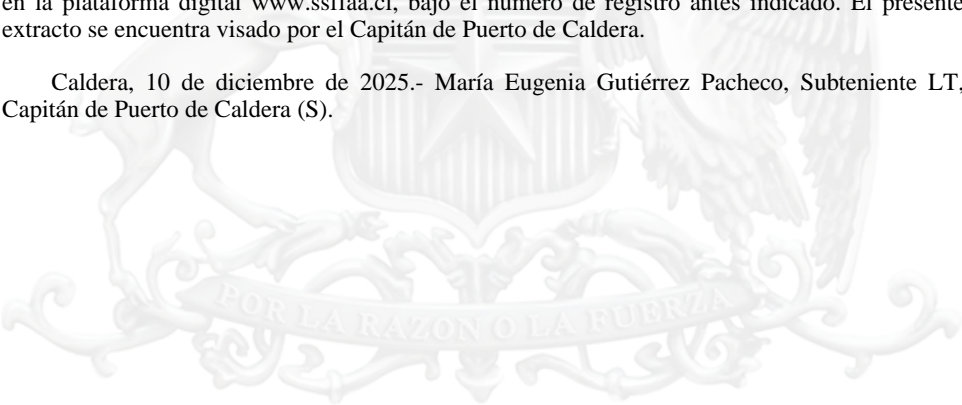 en la plataforma digital www.ssffaa.cl, bajo el número de registro antes indicado. El presente
extracto se encuentra visado por el Capitán de Puerto de Caldera.
Caldera, 10 de diciembre de 2025.- María Eugenia Gutiérrez Pacheco, Subteniente LT,
Capitán de Puerto de Caldera (S).
POR LA RAZON O LA FUERZA